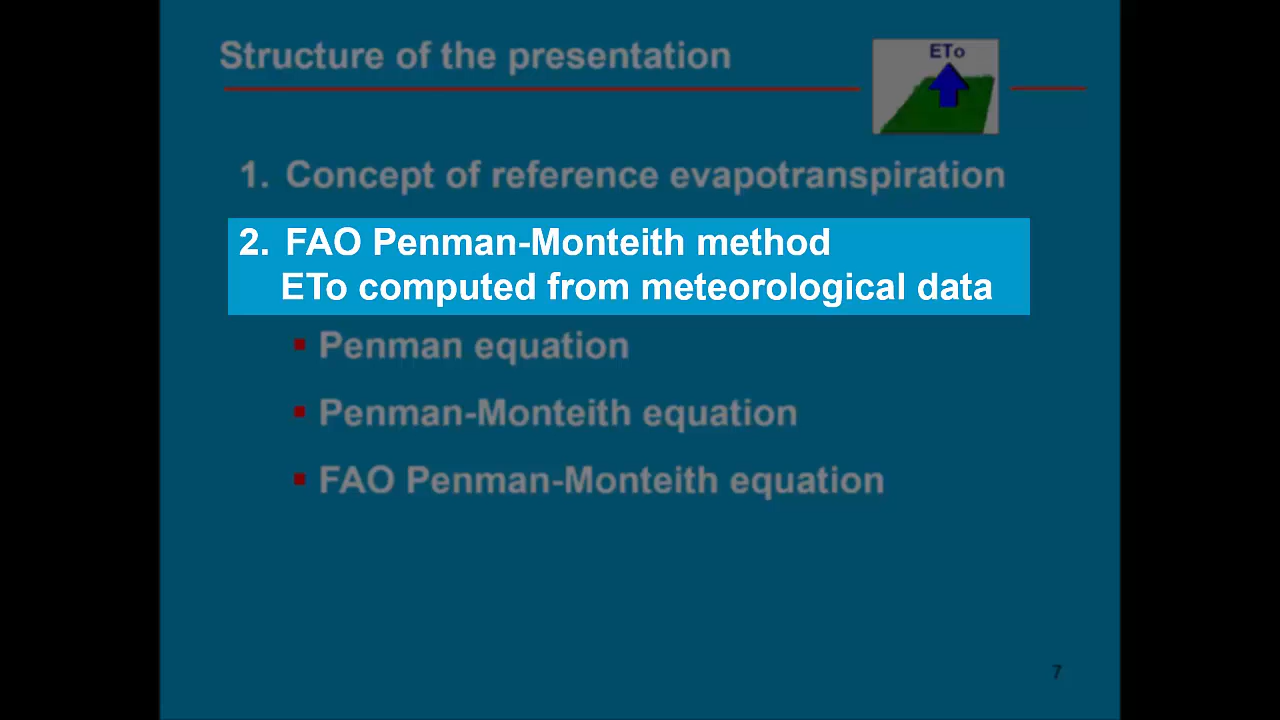 Structure of the presentation
ETo
1. Concept of reference evapotranspiration
2. FAO Penman-Monteith method
ETo computed from meteorological data
Penman equation
Penman-Monteith equation
FAO Penman-Monteith equation
7